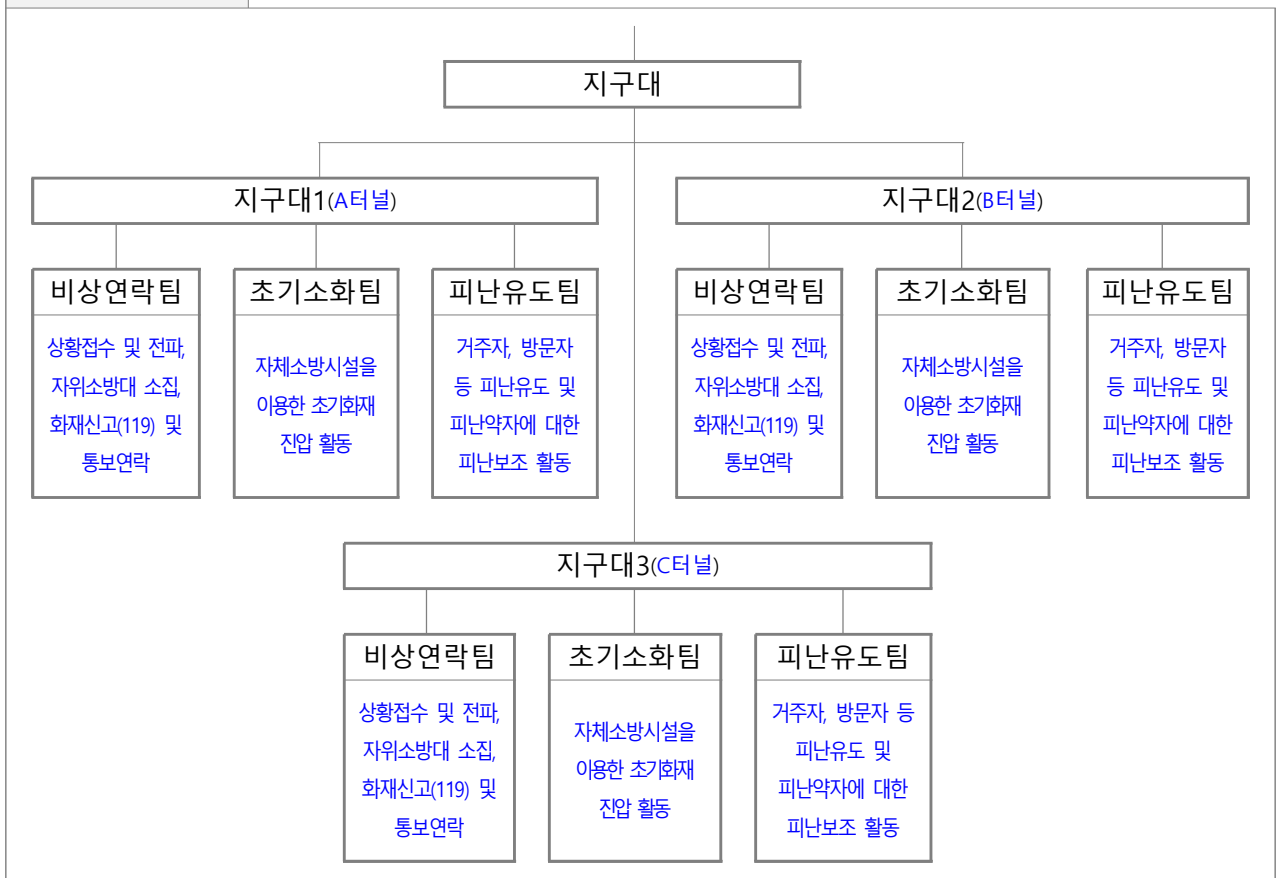 지구대
지구대1(A터널)
지구대2(B터널)
비상연락팀
상황접수 및 전파,
자위소방대 소집,
화재신고(119) 및
통보연락
초기소화팀
자체소방시설을
이용한 초기화재
진압 활동
피난유도팀
거주자, 방문자
등 피난유도 및
피난약자에 대한
피난보조 활동
비상연락팀
상황접수 및 전파,
자위소방대 소집,
화재신고(119) 및
통보연락
초기소화팀
자체소방시설을
이용한 초기화재
진압 활동
피난유도팀
거주자, 방문자
등 피난유도 및
피난약자에 대한
피난보조 활동
지구대3(C터널)
비상연락팀
상황접수 및 전파,
자위소방대 소집,
화재신고(119) 및
통보연락
초기소화팀
자체소방시설을
이용한 초기화재
진압 활동
피난유도팀
거주자, 방문자 등
피난유도 및
피난약자에 대한
피난보조 활동